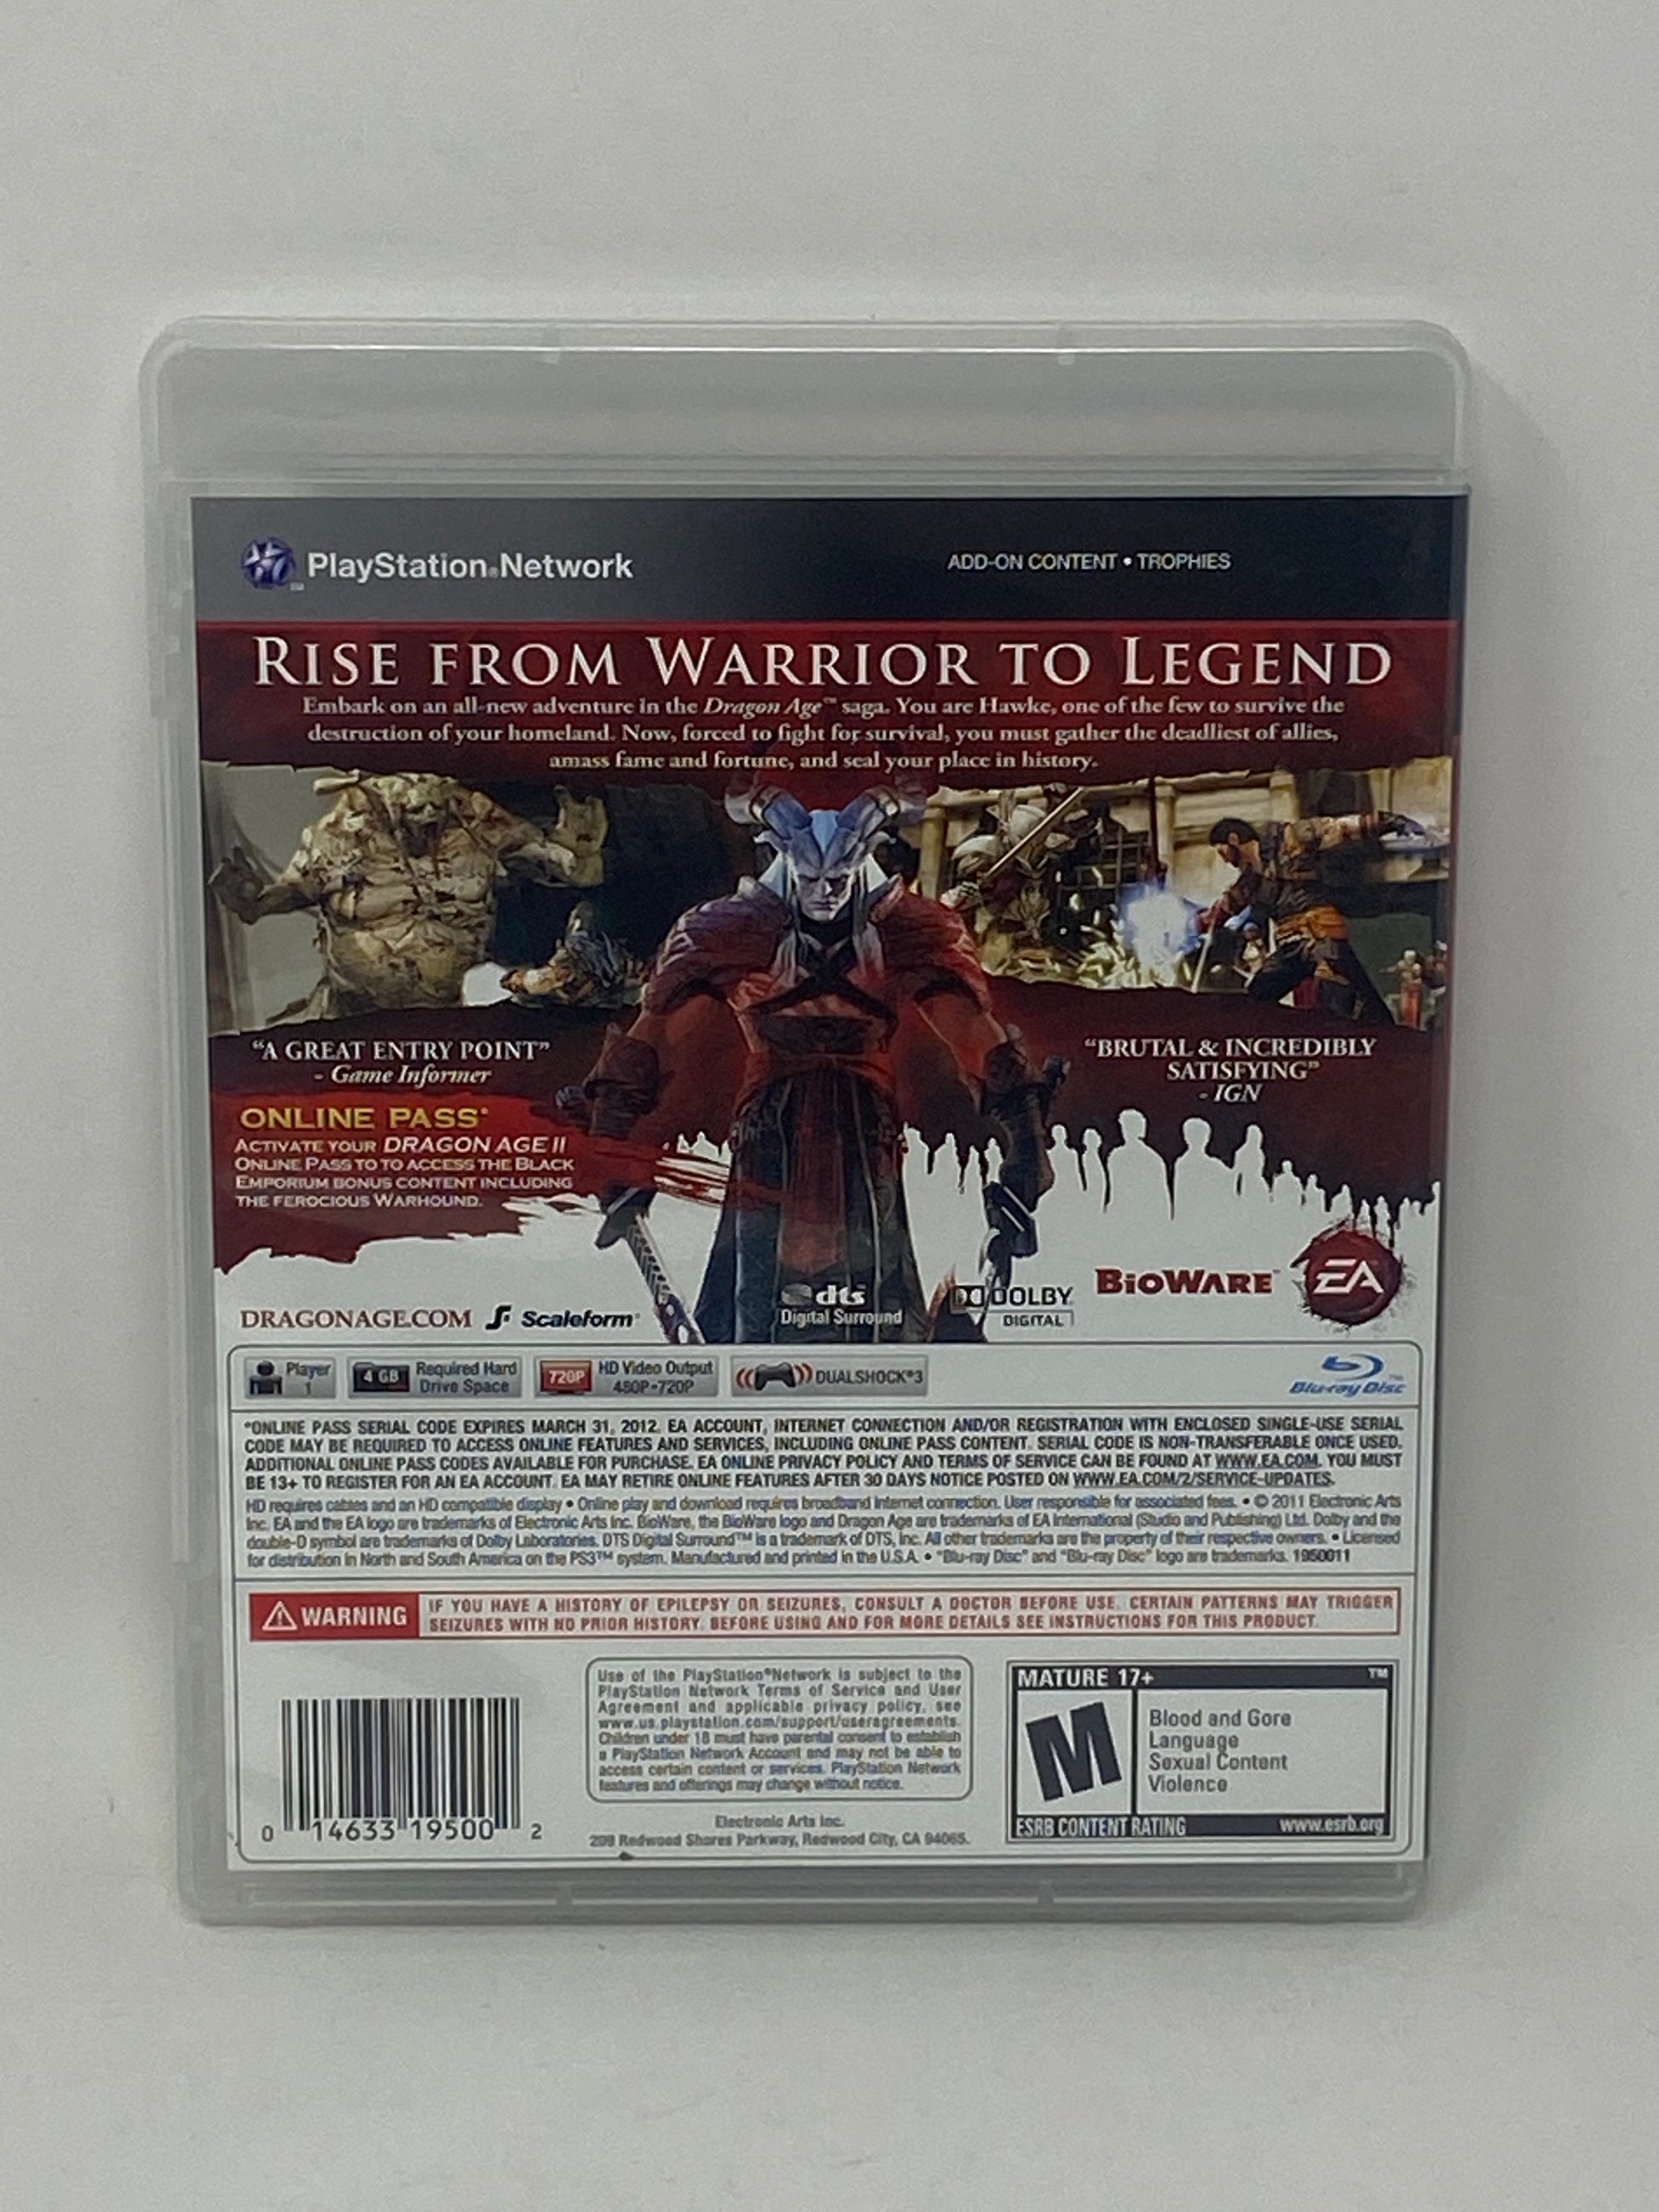 PlayStation®Network
ADD-ON CONTENT • TROPHIES
RISE FROM WARRIOR TO LEGEND
Embark on an all-new adventure in the Dragon Age™ saga. You are Hawke, one of the few to survive the
destruction of your homeland. Now, forced to fight for survival, you must gather the deadliest of allies,
amass fame and fortune, and seal your place in history.
“A GREAT ENTRY POINT”
- Game Informer
“BRUTAL & INCREDIBLY
SATISFYING”
- IGN
ONLINE PASS*
ACTIVATE YOUR DRAGON AGE II
ONLINE PASS TO TO ACCESS THE BLACK
EMPORIUM BONUS CONTENT INCLUDING
THE FEROCIOUS WARHOUND.
DRAGONAGE.COM
Scaleform®
dts
Digital Surround
DOLBY
DIGITAL
BIOWARE™
EA
Player
1
4 GB
Required Hard
Drive Space
720P
HD Video Output
480P•720P
DUALSHOCK®3
Blu-ray Disc™
*ONLINE PASS SERIAL CODE EXPIRES MARCH 31, 2012. EA ACCOUNT, INTERNET CONNECTION AND/OR REGISTRATION WITH ENCLOSED SINGLE-USE SERIAL
CODE MAY BE REQUIRED TO ACCESS ONLINE FEATURES AND SERVICES, INCLUDING ONLINE PASS CONTENT. SERIAL CODE IS NON-TRANSFERABLE ONCE USED.
ADDITIONAL ONLINE PASS CODES AVAILABLE FOR PURCHASE. EA ONLINE PRIVACY POLICY AND TERMS OF SERVICE CAN BE FOUND AT WWW.EA.COM. YOU MUST
BE 13+ TO REGISTER FOR AN EA ACCOUNT. EA MAY RETIRE ONLINE FEATURES AFTER 30 DAYS NOTICE POSTED ON WWW.EA.COM/2/SERVICE-UPDATES.
HD requires cables and an HD compatible display • Online play and download requires broadband Internet connection. User responsible for associated fees. • © 2011 Electronic Arts
Inc. EA and the EA logo are trademarks of Electronic Arts Inc. BioWare, the BioWare logo and Dragon Age are trademarks of EA International (Studio and Publishing) Ltd. Dolby and the
double-D symbol are trademarks of Dolby Laboratories. DTS Digital Surround™ is a trademark of DTS, Inc. All other trademarks are the property of their respective owners. • Licensed
for distribution in North and South America on the PS3™ system. Manufactured and printed in the U.S.A. • "Blu-ray Disc" and "Blu-ray Disc" logo are trademarks. 1950011
WARNING
IF YOU HAVE A HISTORY OF EPILEPSY OR SEIZURES, CONSULT A DOCTOR BEFORE USE. CERTAIN PATTERNS MAY TRIGGER
SEIZURES WITH NO PRIOR HISTORY. BEFORE USING AND FOR MORE DETAILS SEE INSTRUCTIONS FOR THIS PRODUCT.
0 14633 19500 2
Use of the PlayStation®Network is subject to the
PlayStation Network Terms of Service and User
Agreement and applicable privacy policy, see
www.us.playstation.com/support/useragreements.
Children under 18 must have parental consent to establish
a PlayStation Network Account and may not be able to
access certain content or services. PlayStation Network
features and offerings may change without notice.
Electronic Arts Inc.
209 Redwood Shores Parkway, Redwood City, CA 94065.
MATURE 17+ ™
M
Blood and Gore
Language
Sexual Content
Violence
ESRB CONTENT RATING
www.esrb.org